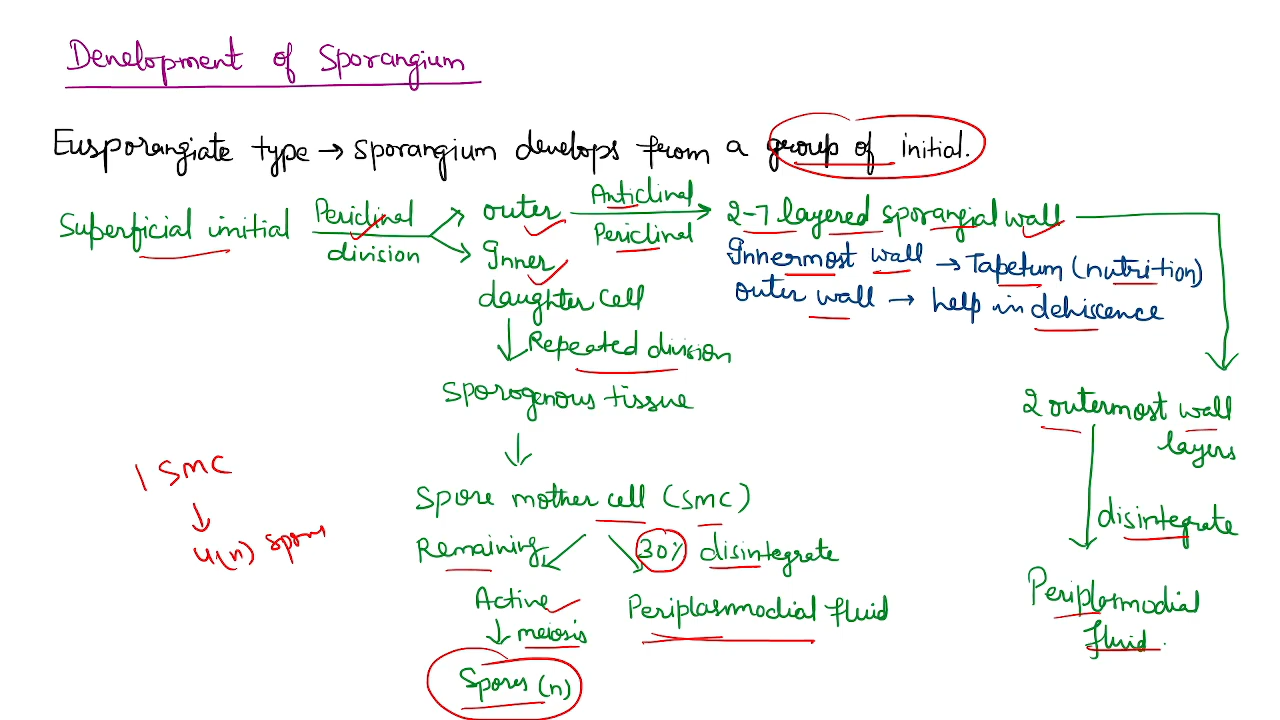 Development of Sporangium
Eusporangiate type → sporangium develops from a group of initial.
Superficial initial Periclinal division outer Anticlinal Periclinal 2-7 layered sporangial wall
Inner daughter cell
Innermost wall → Tapetum (nutrition)
outer wall → help in dehiscence
↓ Repeated division
Sporogenous tissue
↓
Spore mother cell (SMC)
Remaining 30% disintegrate
Active Periplasmodial fluid
↓ meiosis
Spores (n)
1 SMC
↓
4(n) spores
2 outermost wall
layers
disintegrate
Periplasmodial
fluid.